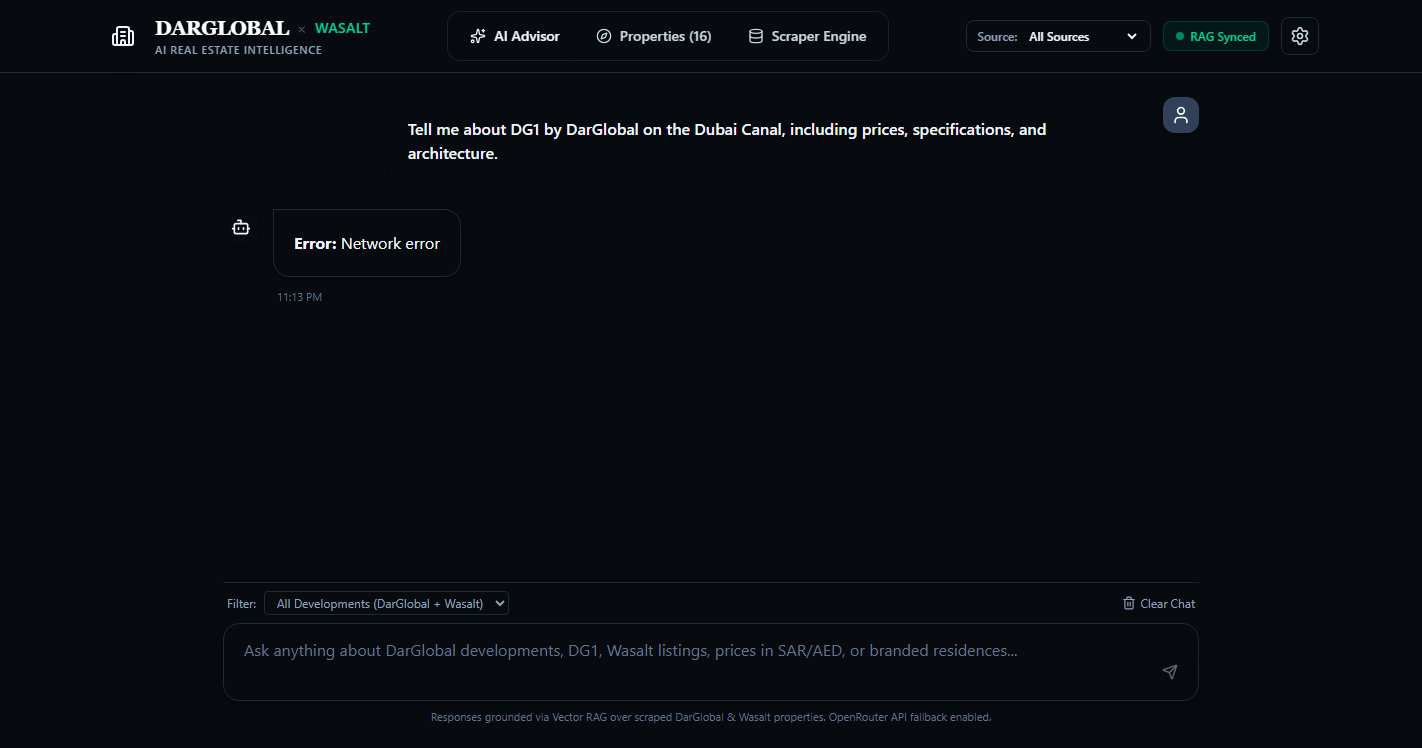 DARGLOBAL × WASALT
AI REAL ESTATE INTELLIGENCE
AI Advisor
Properties (16)
Scraper Engine
Source: All Sources
RAG Synced
Tell me about DG1 by DarGlobal on the Dubai Canal, including prices, specifications, and
architecture.
Error: Network error
11:13 PM
Filter: All Developments (DarGlobal + Wasalt)
Clear Chat
Ask anything about DarGlobal developments, DG1, Wasalt listings, prices in SAR/AED, or branded residences...
Responses grounded via Vector RAG over scraped DarGlobal & Wasalt properties. OpenRouter API fallback enabled.